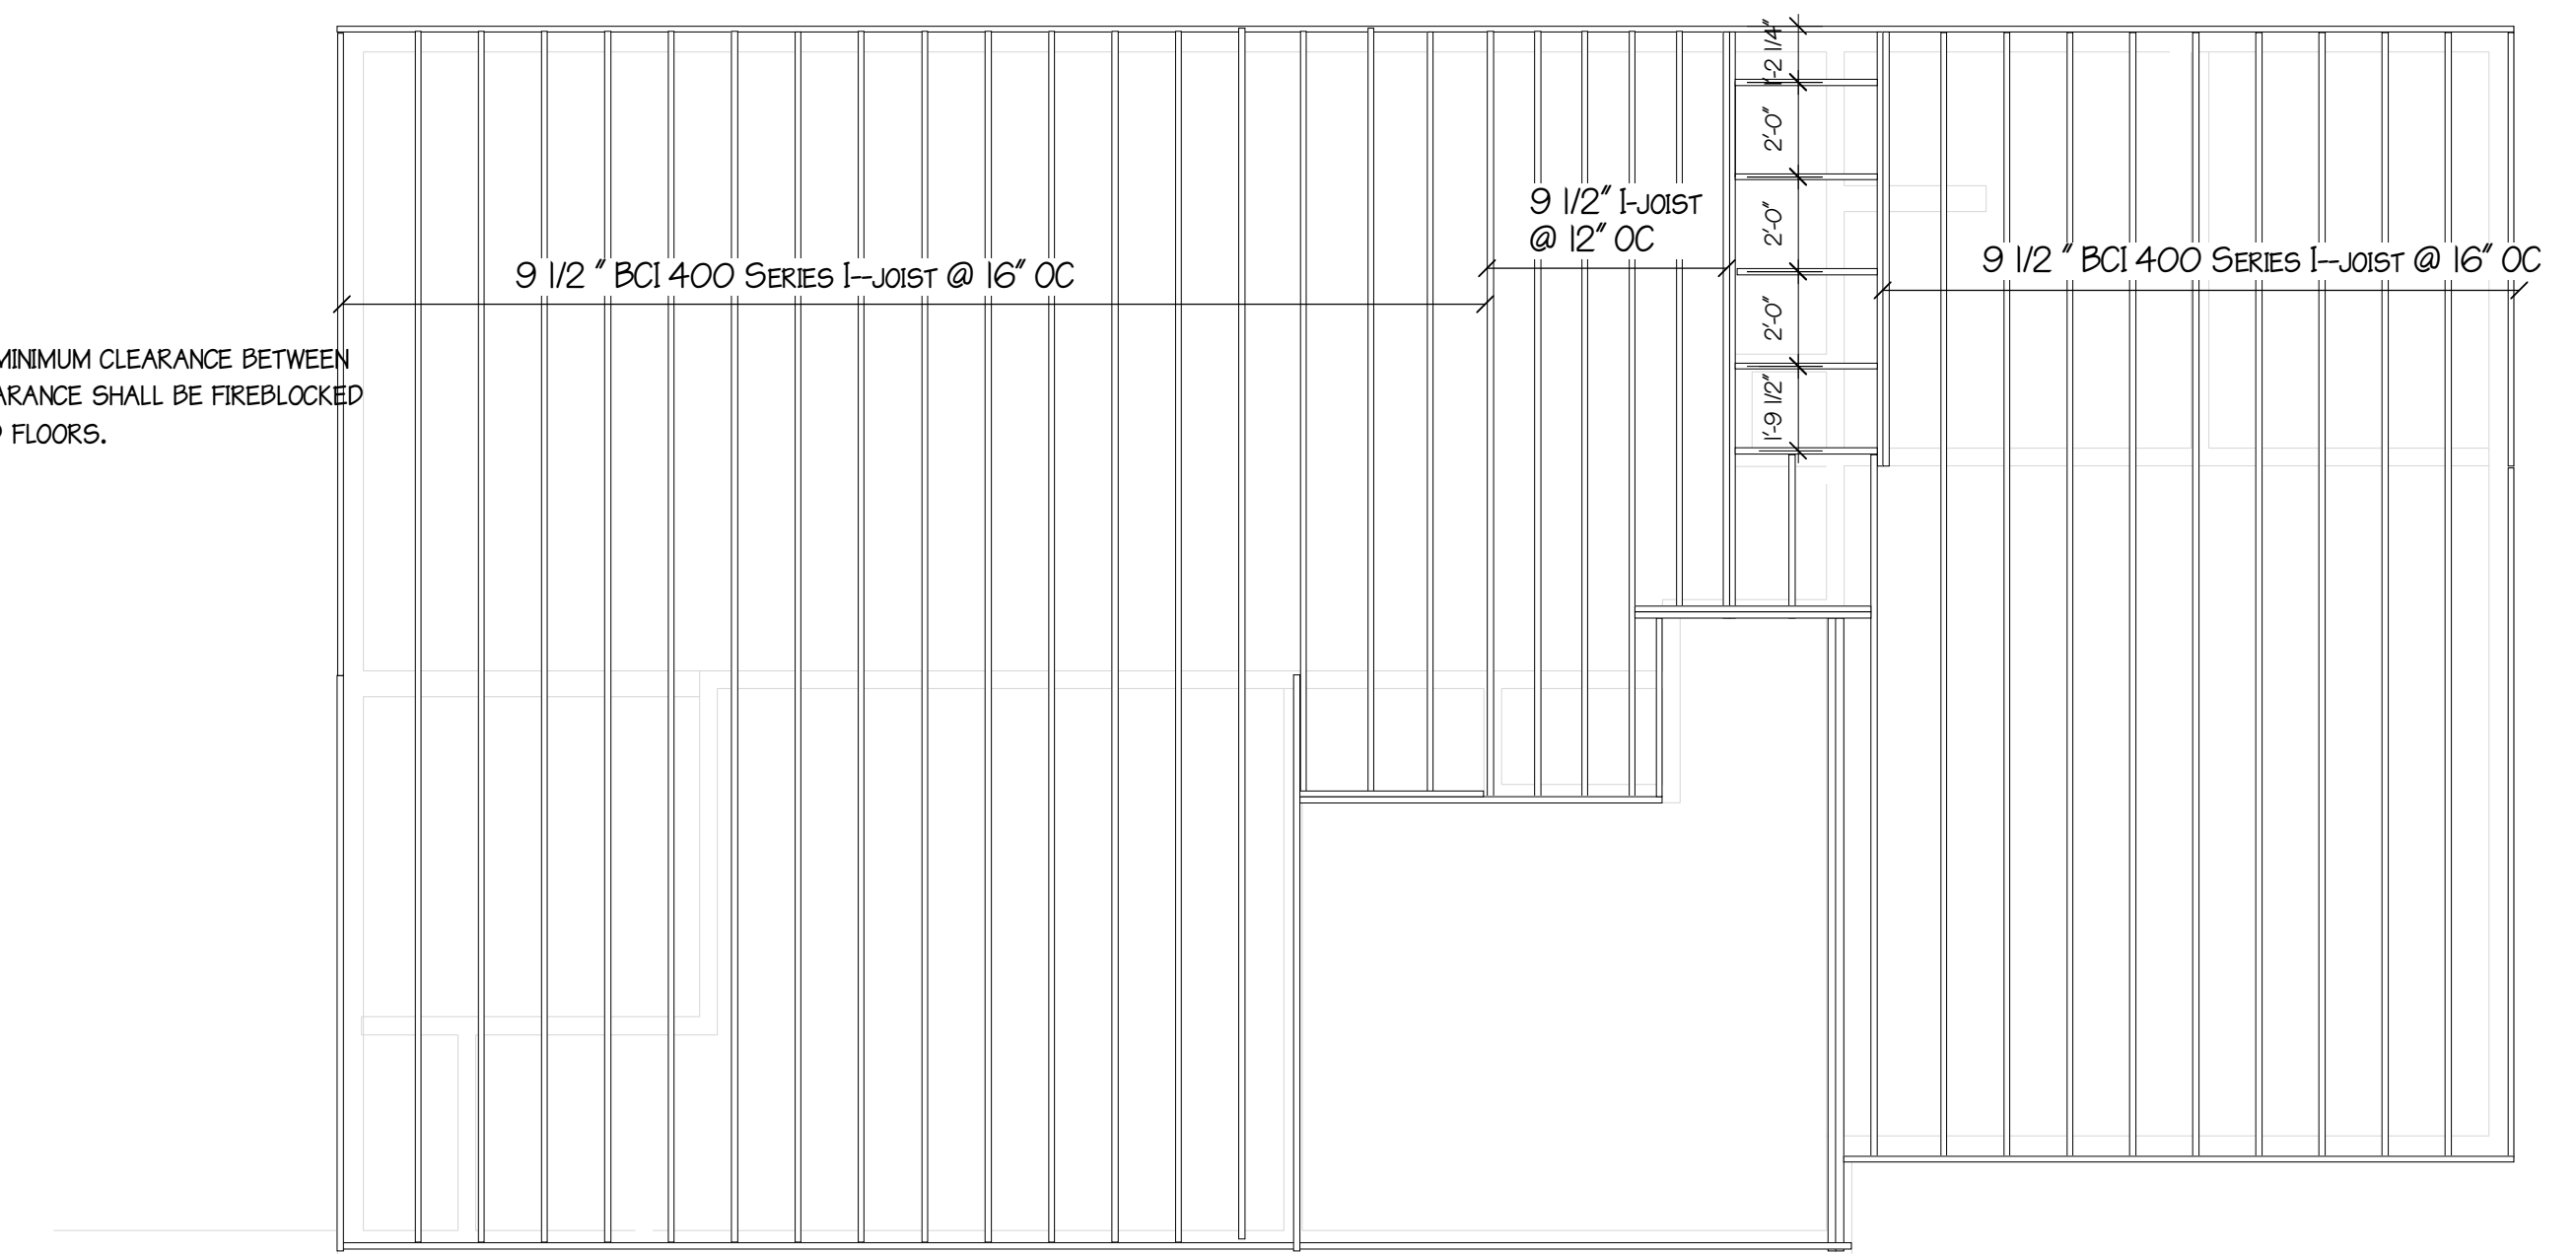 1'-2 1/4"
2'-0"
9 1/2" I-JOIST
@ 12" OC
2'-0"
9 1/2 " BCI 400 SERIES I--JOIST @ 16" OC
9 1/2 " BCI 400 SERIES I--JOIST @ 16" OC
2'-0"
MINIMUM CLEARANCE BETWEEN
ARANCE SHALL BE FIREBLOCKED
1'-9 1/2"
FLOORS.